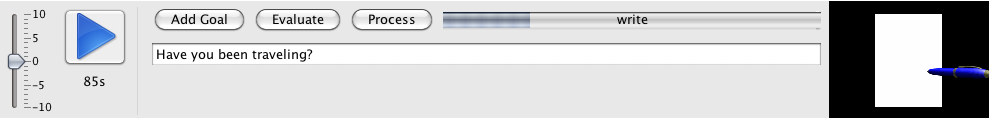 10 Add Goal Evaluate Process write
5
0 Have you been traveling?
-5
85s
-10